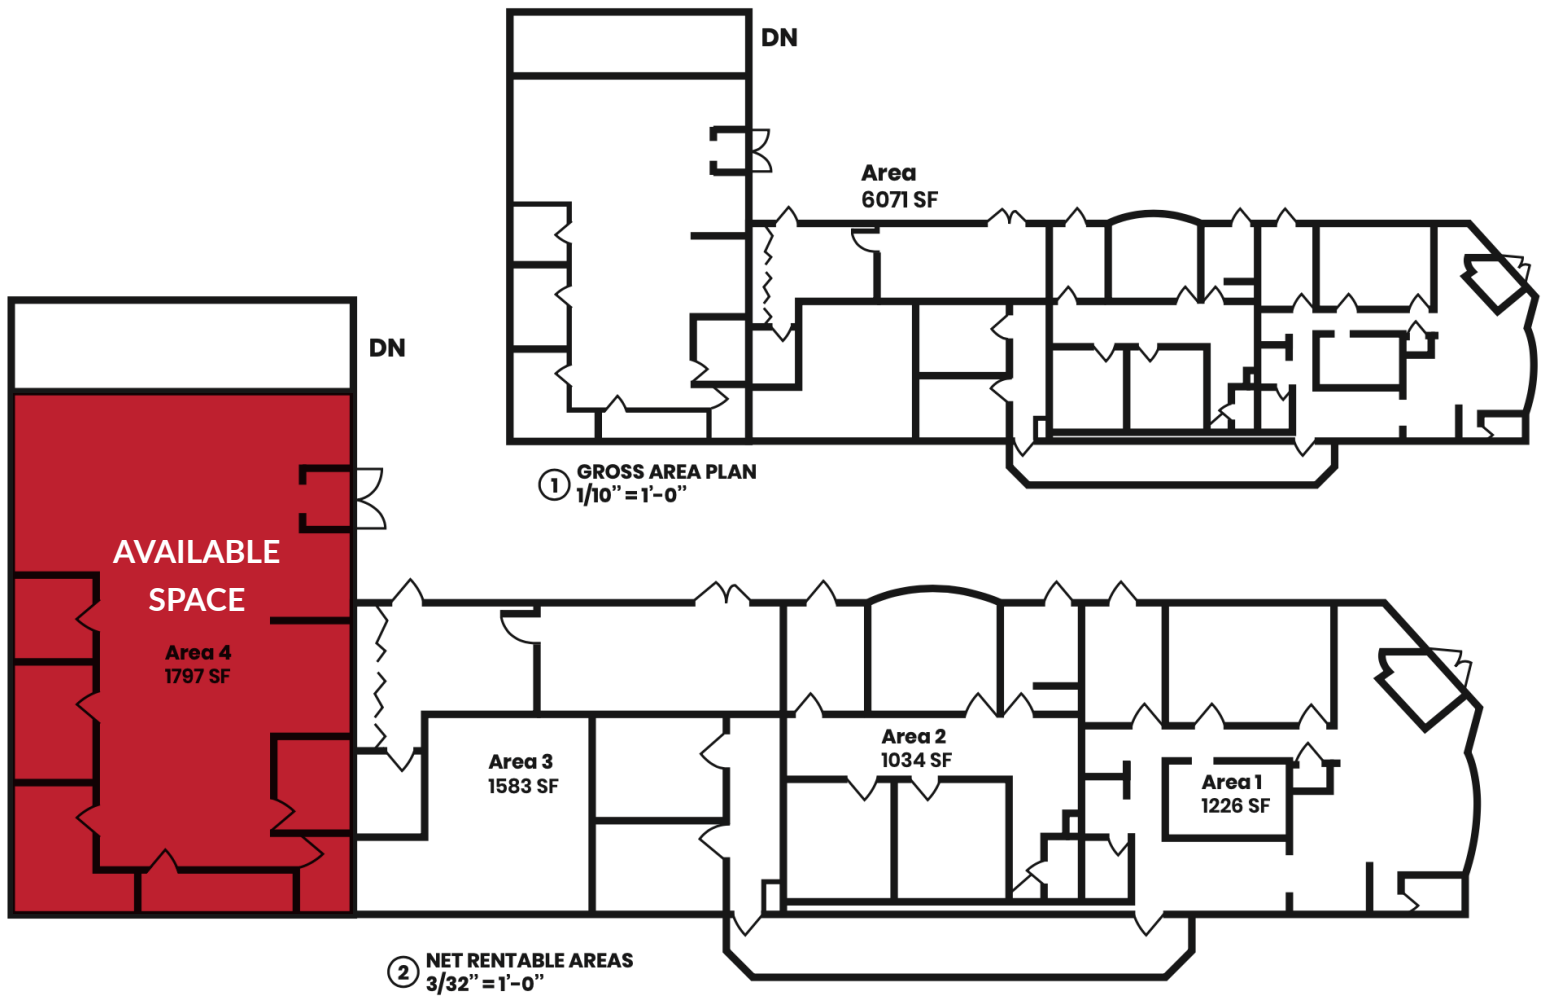 DN
Area
6071 SF
1
GROSS AREA PLAN
1/10” = 1’-0”
DN
AVAILABLE
SPACE
Area 4
1797 SF
Area 3
1583 SF
Area 2
1034 SF
Area 1
1226 SF
2
NET RENTABLE AREAS
3/32” = 1’-0”